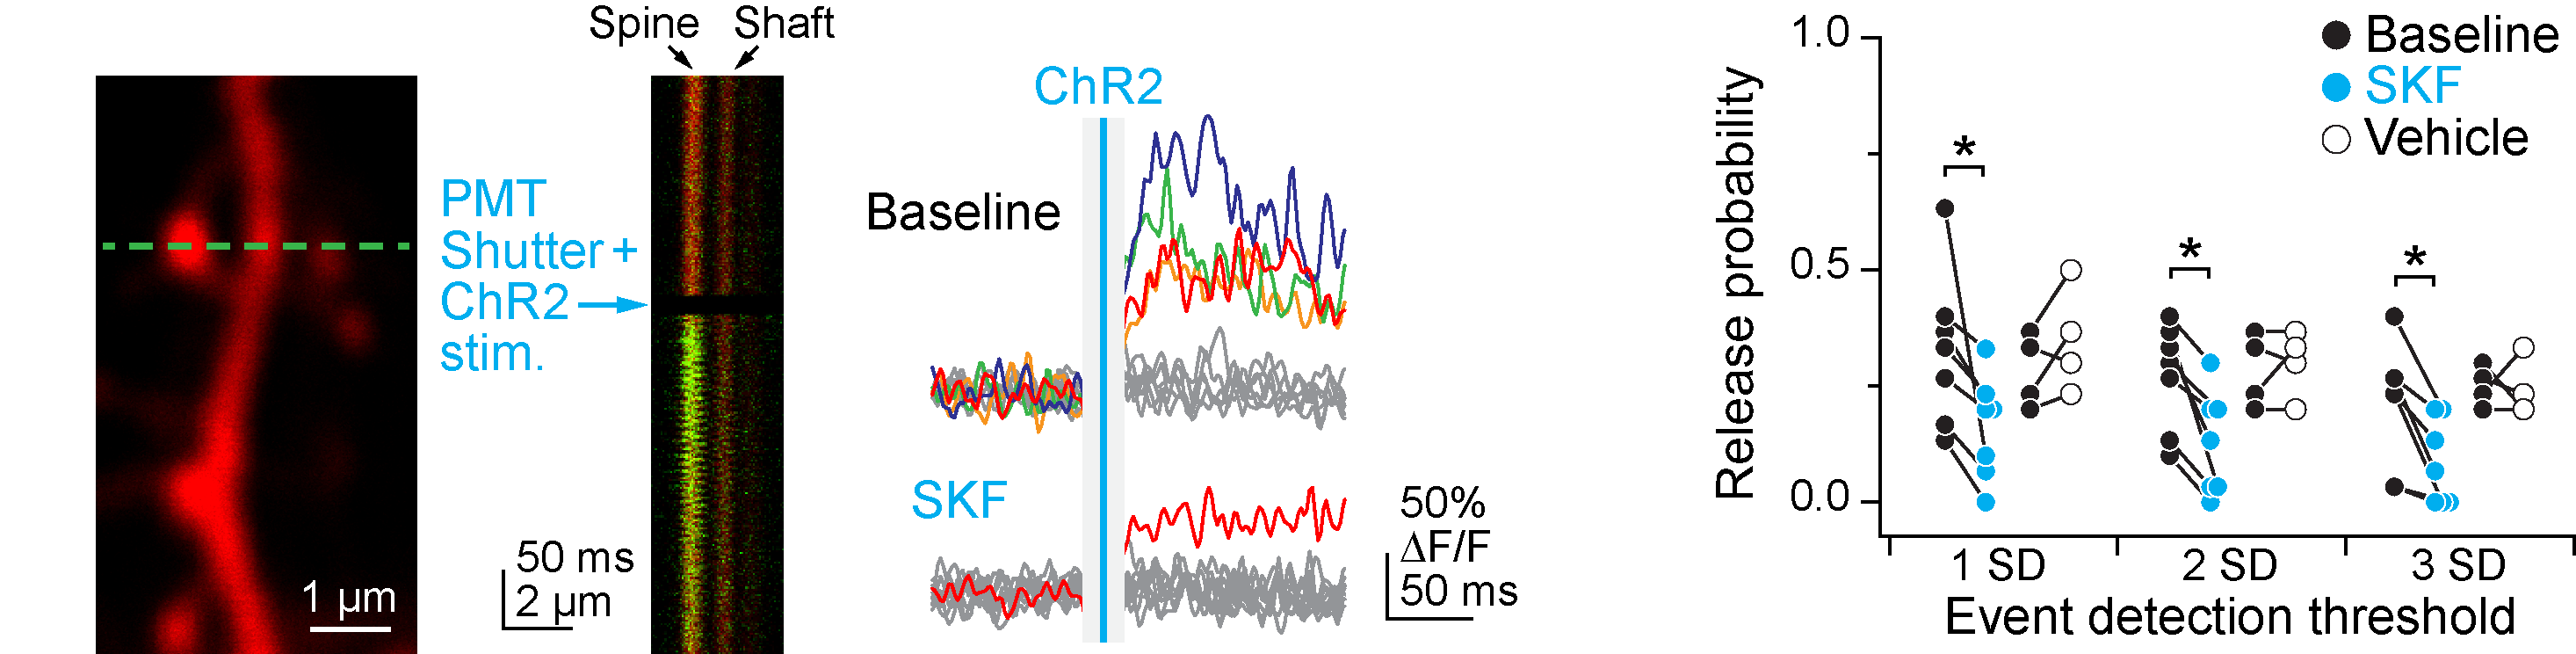 Spine Shaft
PMT
Shutter +
ChR2
stim.
1 µm
50 ms
2 µm
ChR2
Baseline
SKF
50%
ΔF/F
50 ms
Release probability
1.0
0.5
0.0
Baseline
SKF
Vehicle
*
*
*
1 SD 2 SD 3 SD
Event detection threshold